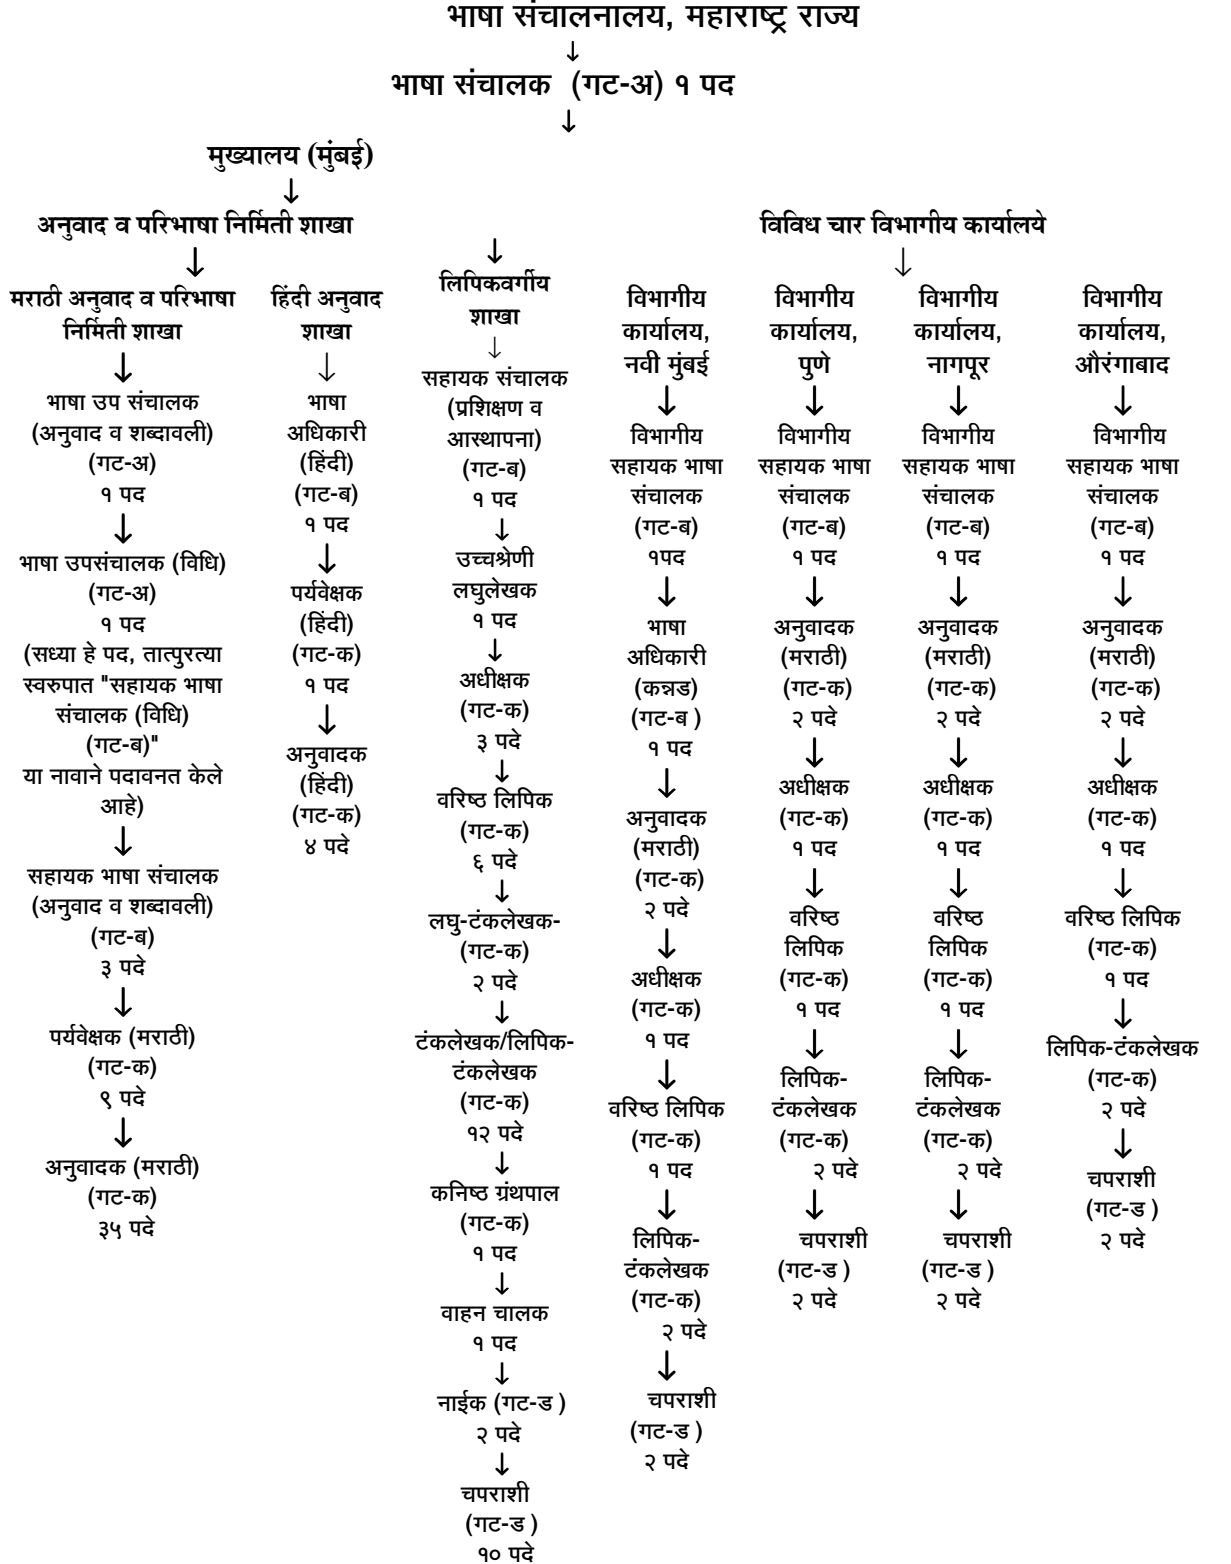 भाषा संचालनालय, महाराष्ट्र राज्य
↓
भाषा संचालक (गट-अ) १ पद
↓
मुख्यालय (मुंबई)
↓
अनुवाद व परिभाषा निर्मिती शाखा
↓
मराठी अनुवाद व परिभाषा
निर्मिती शाखा
↓
भाषा उप संचालक
(अनुवाद व शब्दावली)
(गट-अ)
१ पद
↓
भाषा उपसंचालक (विधि)
(गट-अ)
१ पद
(सध्या हे पद, तात्पुरत्या
स्वरुपात "सहायक भाषा
संचालक (विधि)
(गट-ब)"
या नावाने पदावनत केले
आहे)
↓
सहायक भाषा संचालक
(अनुवाद व शब्दावली)
(गट-ब)
३ पदे
↓
पर्यवेक्षक (मराठी)
(गट-क)
९ पदे
↓
अनुवादक (मराठी)
(गट-क)
३५ पदे
हिंदी अनुवाद
शाखा
↓
भाषा
अधिकारी
(हिंदी)
(गट-ब)
१ पद
↓
पर्यवेक्षक
(हिंदी)
(गट-क)
१ पद
↓
अनुवादक
(हिंदी)
(गट-क)
४ पदे
↓
लिपिकवर्गीय
शाखा
↓
सहायक संचालक
(प्रशिक्षण व
आस्थापना)
(गट-ब)
१ पद
↓
उच्चश्रेणी
लघुलेखक
१ पद
↓
अधीक्षक
(गट-क)
३ पदे
↓
वरिष्ठ लिपिक
(गट-क)
६ पदे
↓
लघु-टंकलेखक-
(गट-क)
२ पदे
↓
टंकलेखक/लिपिक-
टंकलेखक
(गट-क)
१२ पदे
↓
कनिष्ठ ग्रंथपाल
(गट-क)
१ पद
↓
वाहन चालक
१ पद
↓
नाईक (गट-ड )
२ पदे
↓
चपराशी
(गट-ड )
१० पदे
विविध चार विभागीय कार्यालये
↓
विभागीय
कार्यालय,
नवी मुंबई
↓
विभागीय
सहायक भाषा
संचालक
(गट-ब)
१पद
↓
भाषा
अधिकारी
(कन्नड)
(गट-ब )
१ पद
↓
अनुवादक
(मराठी)
(गट-क)
२ पदे
↓
अधीक्षक
(गट-क)
१ पद
↓
वरिष्ठ लिपिक
(गट-क)
१ पद
↓
लिपिक-
टंकलेखक
(गट-क)
२ पदे
↓
चपराशी
(गट-ड )
२ पदे
विभागीय
कार्यालय,
पुणे
↓
विभागीय
सहायक भाषा
संचालक
(गट-ब)
१ पद
↓
अनुवादक
(मराठी)
(गट-क)
२ पदे
↓
अधीक्षक
(गट-क)
१ पद
↓
वरिष्ठ
लिपिक
(गट-क)
१ पद
↓
लिपिक-
टंकलेखक
(गट-क)
२ पदे
↓
चपराशी
(गट-ड )
२ पदे
विभागीय
कार्यालय,
नागपूर
↓
विभागीय
सहायक भाषा
संचालक
(गट-ब)
१ पद
↓
अनुवादक
(मराठी)
(गट-क)
२ पदे
↓
अधीक्षक
(गट-क)
१ पद
↓
वरिष्ठ
लिपिक
(गट-क)
१ पद
↓
लिपिक-
टंकलेखक
(गट-क)
२ पदे
↓
चपराशी
(गट-ड )
२ पदे
विभागीय
कार्यालय,
औरंगाबाद
↓
विभागीय
सहायक भाषा
संचालक
(गट-ब)
१ पद
↓
अनुवादक
(मराठी)
(गट-क)
२ पदे
↓
अधीक्षक
(गट-क)
१ पद
↓
वरिष्ठ लिपिक
(गट-क)
१ पद
↓
लिपिक-टंकलेखक
(गट-क)
२ पदे
↓
चपराशी
(गट-ड )
२ पदे